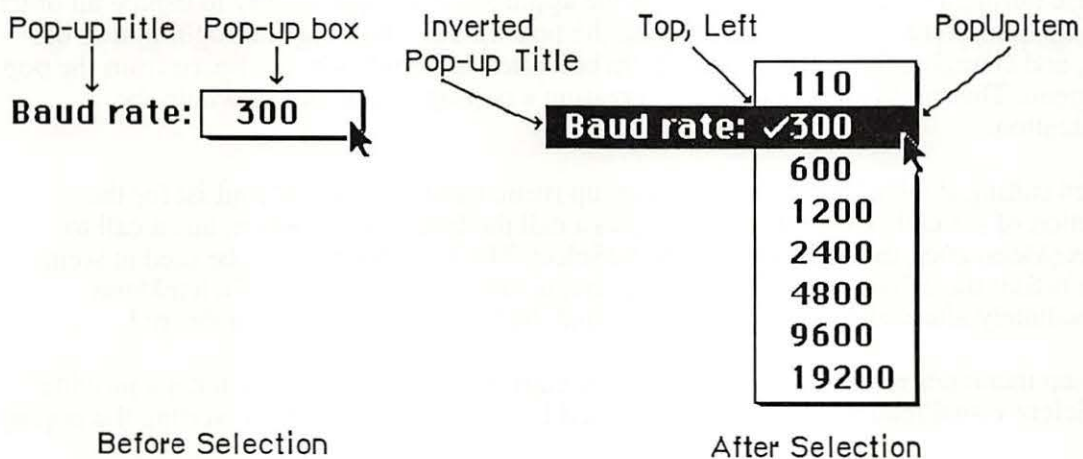 Pop-up Title Pop-up box
Baud rate: 300
Before Selection
Inverted
Pop-up Title
Top, Left
PopUpItem
110
Baud rate: ✓300
600
1200
2400
4800
9600
19200
After Selection